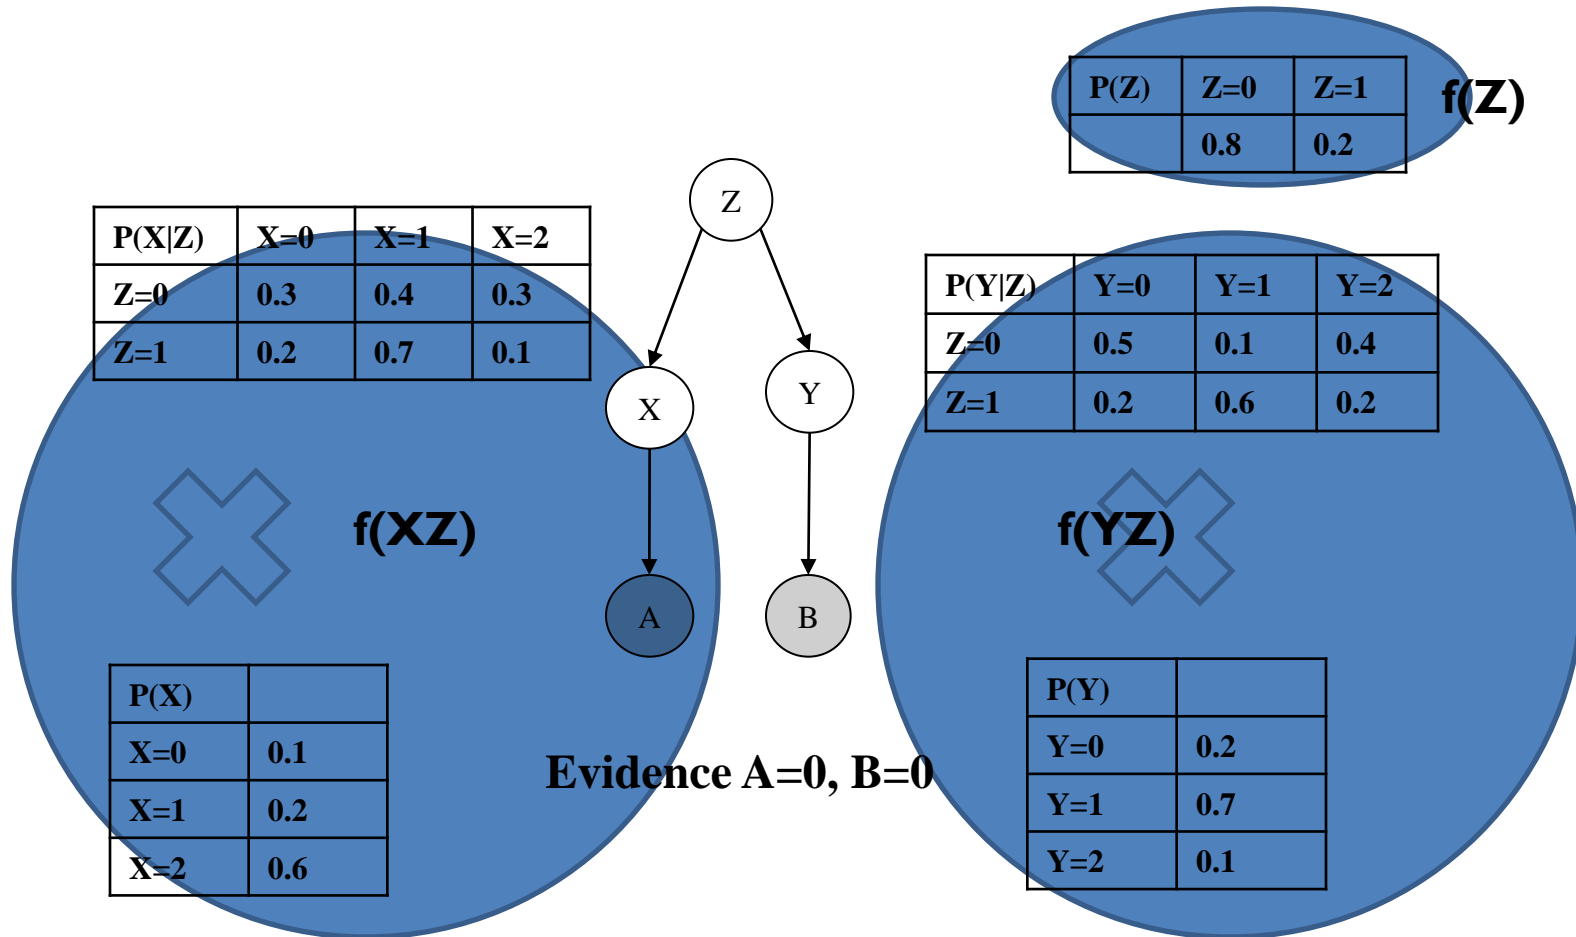 P(Z) Z=0 Z=1
0.8 0.2
f(Z)
Z
P(X|Z) X=0 X=1 X=2
Z=0 0.3 0.4 0.3
Z=1 0.2 0.7 0.1
P(Y|Z) Y=0 Y=1 Y=2
Z=0 0.5 0.1 0.4
Z=1 0.2 0.6 0.2
X
Y
f(XZ)
f(YZ)
A
B
P(X)
X=0 0.1
X=1 0.2
X=2 0.6
Evidence A=0, B=0
P(Y)
Y=0 0.2
Y=1 0.7
Y=2 0.1